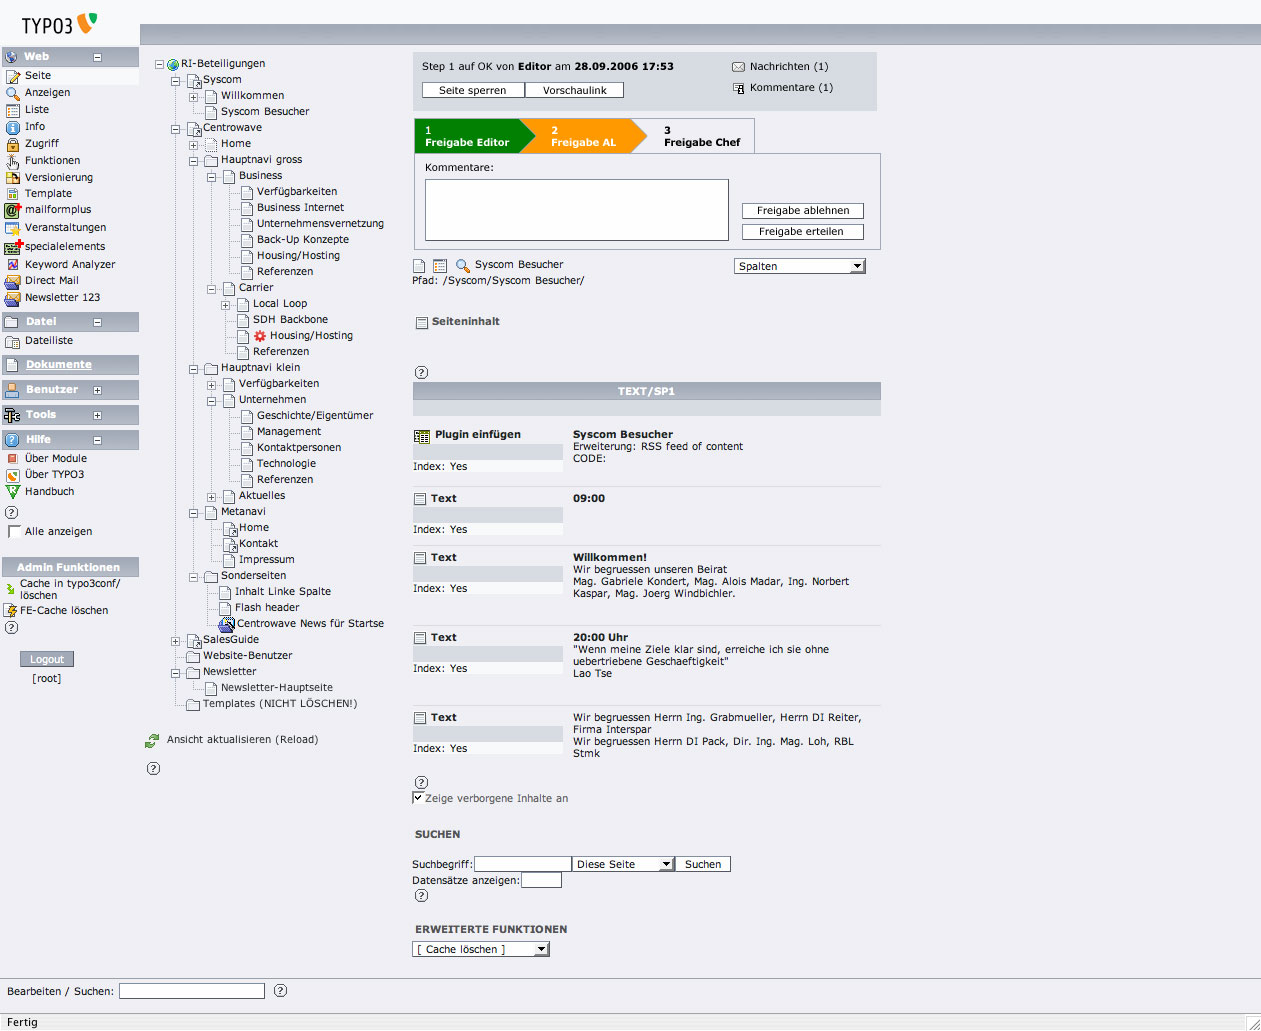 TYPO3
Web
Seite
Anzeigen
Liste
Info
Zugriff
Funktionen
Versionierung
Template
mailformplus
Veranstaltungen
specialelements
Keyword Analyzer
Direct Mail
Newsletter 123
Datei
Dateiliste
Dokumente
Benutzer
Tools
Hilfe
Über Module
Über TYPO3
Handbuch
Alle anzeigen
Admin Funktionen
Cache in typo3conf/
löschen
FE-Cache löschen
Logout
[root]
RI-Beteiligungen
Syscom
Willkommen
Syscom Besucher
Centrowave
Home
Hauptnavi gross
Business
Verfügbarkeiten
Business Internet
Unternehmensvernetzung
Back-Up Konzepte
Housing/Hosting
Referenzen
Carrier
Local Loop
SDH Backbone
Housing/Hosting
Referenzen
Hauptnavi klein
Verfügbarkeiten
Unternehmen
Geschichte/Eigentümer
Management
Kontaktpersonen
Technologie
Referenzen
Aktuelles
Metanavi
Home
Kontakt
Impressum
Sonderseiten
Inhalt Linke Spalte
Flash header
Centrowave News für Startse
SalesGuide
Website-Benutzer
Newsletter
Newsletter-Hauptseite
Templates (NICHT LÖSCHEN!)
Ansicht aktualisieren (Reload)
Step 1 auf OK von Editor am 28.09.2006 17:53
Seite sperren Vorschaulink
Nachrichten (1)
Kommentare (1)
1 2 3
Freigabe Editor Freigabe AL Freigabe Chef
Kommentare:
Freigabe ablehnen
Freigabe erteilen
Syscom Besucher Spalten
Pfad: /Syscom/Syscom Besucher/
Seiteninhalt
TEXT/SP1
Plugin einfügen
Index: Yes
Syscom Besucher
Erweiterung: RSS feed of content
CODE:
Text
Index: Yes
09:00
Text
Index: Yes
Willkommen!
Wir begruessen unseren Beirat
Mag. Gabriele Kondert, Mag. Alois Madar, Ing. Norbert
Kaspar, Mag. Joerg Windbichler.
Text
Index: Yes
20:00 Uhr
"Wenn meine Ziele klar sind, erreiche ich sie ohne
uebertriebene Geschaeftigkeit"
Lao Tse
Text
Index: Yes
Wir begruessen Herrn Ing. Grabmueller, Herrn DI Reiter,
Firma Interspar
Wir begruessen Herrn DI Pack, Dir. Ing. Mag. Loh, RBL
Stmk
Zeige verborgene Inhalte an
SUCHEN
Suchbegriff: Diese Seite Suchen
Datensätze anzeigen:
ERWEITERTE FUNKTIONEN
[ Cache löschen ]
Bearbeiten / Suchen:
Fertig